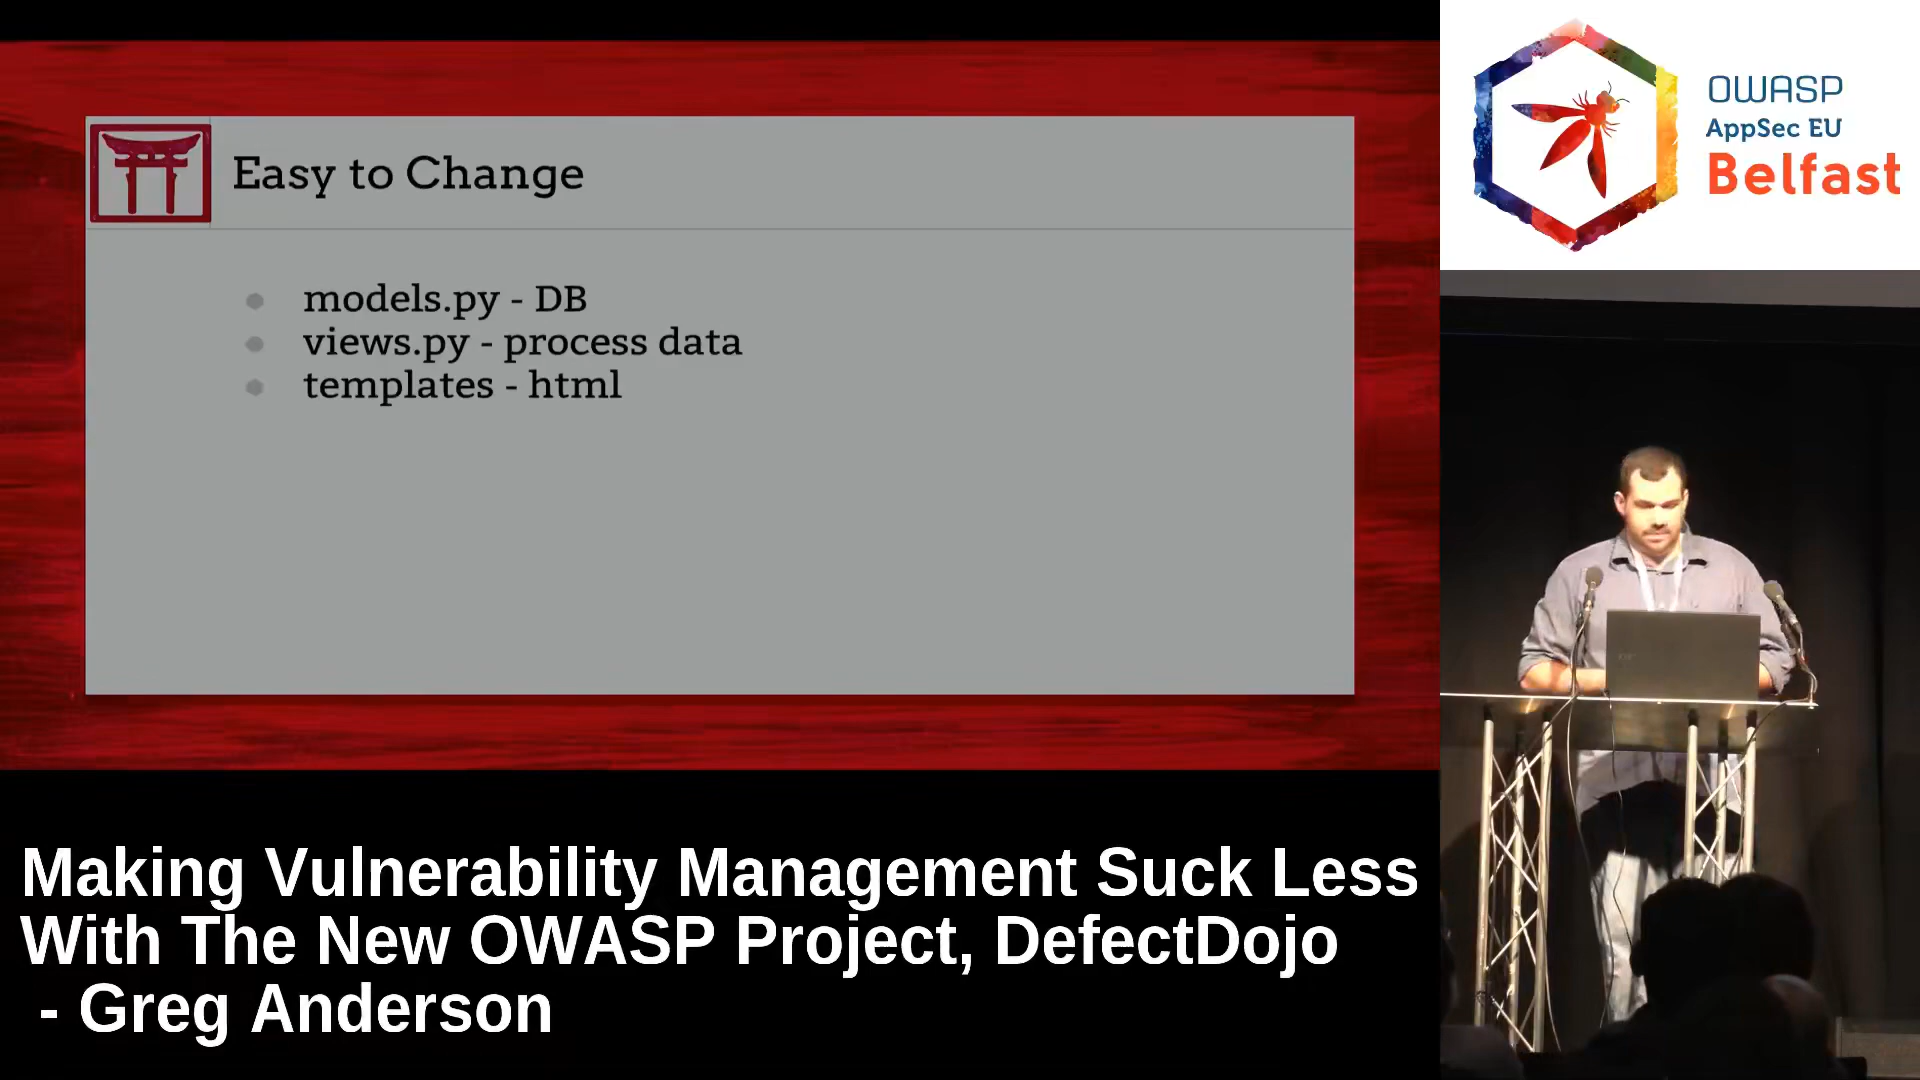 Easy to Change
models.py - DB
views.py - process data
templates - html
OWASP
AppSec EU
Belfast
Making Vulnerability Management Suck Less
With The New OWASP Project, DefectDojo
- Greg Anderson